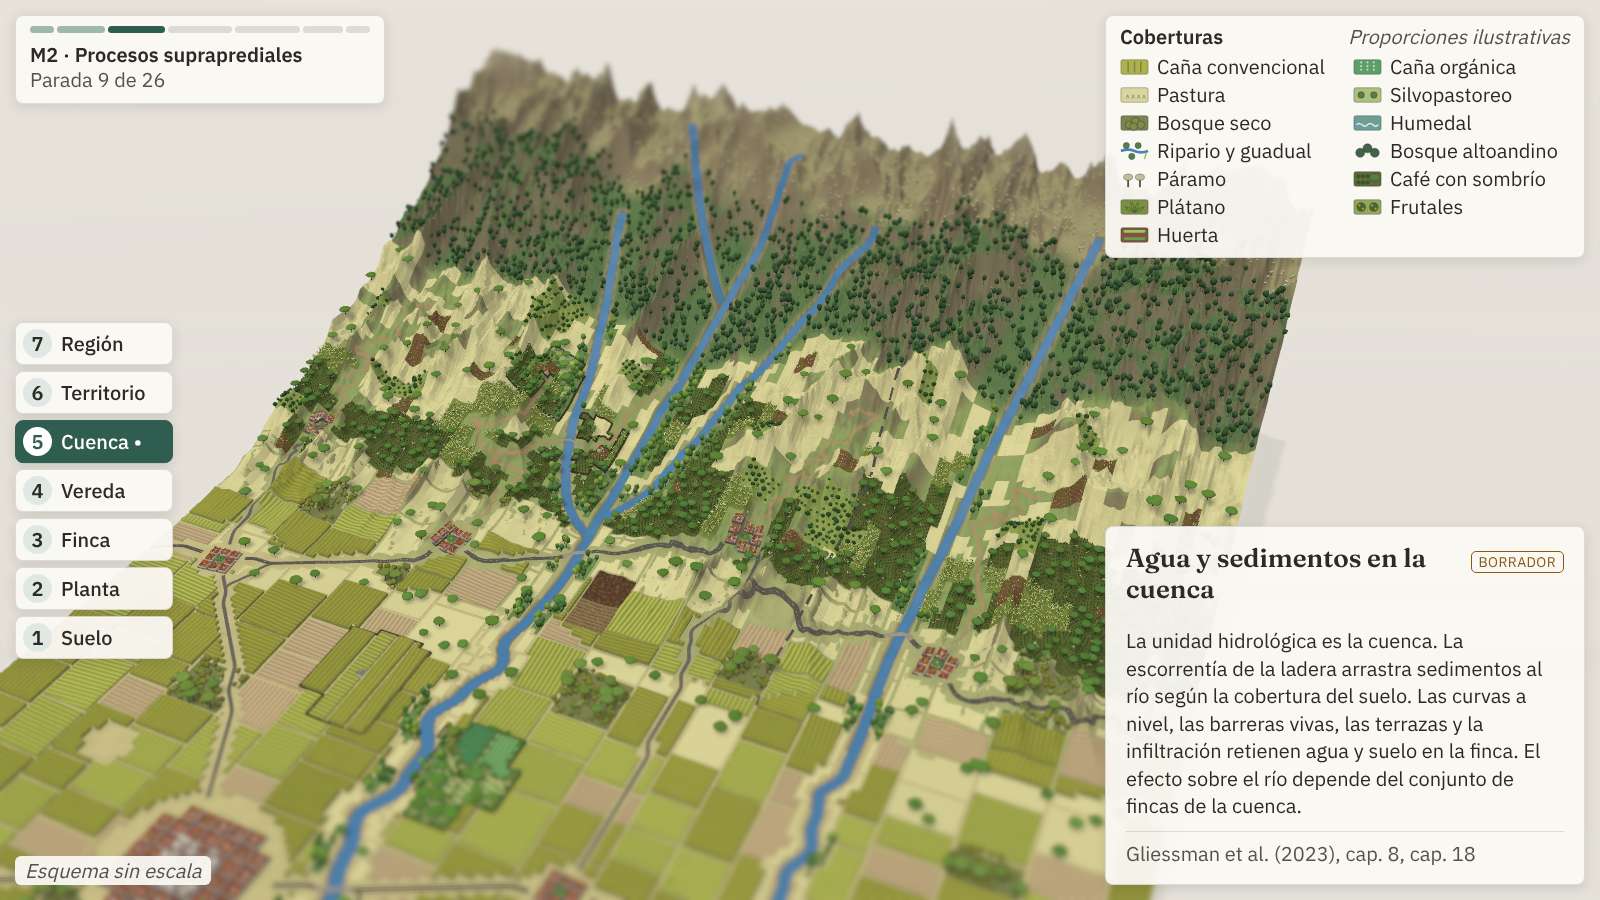 M2 · Procesos supraprediales
Parada 9 de 26
Coberturas
Proporciones ilustrativas
Caña convencional
Caña orgánica
Pastura
Silvopastoreo
Bosque seco
Humedal
Ripario y guadual
Bosque altoandino
Páramo
Café con sombrío
Plátano
Frutales
Huerta
7 Región
6 Territorio
5 Cuenca •
4 Vereda
3 Finca
2 Planta
1 Suelo
Agua y sedimentos en la
cuenca
BORRADOR
La unidad hidrológica es la cuenca. La
escorrentía de la ladera arrastra sedimentos al
río según la cobertura del suelo. Las curvas a
nivel, las barreras vivas, las terrazas y la
infiltración retienen agua y suelo en la finca. El
efecto sobre el río depende del conjunto de
fincas de la cuenca.
Gliessman et al. (2023), cap. 8, cap. 18
Esquema sin escala